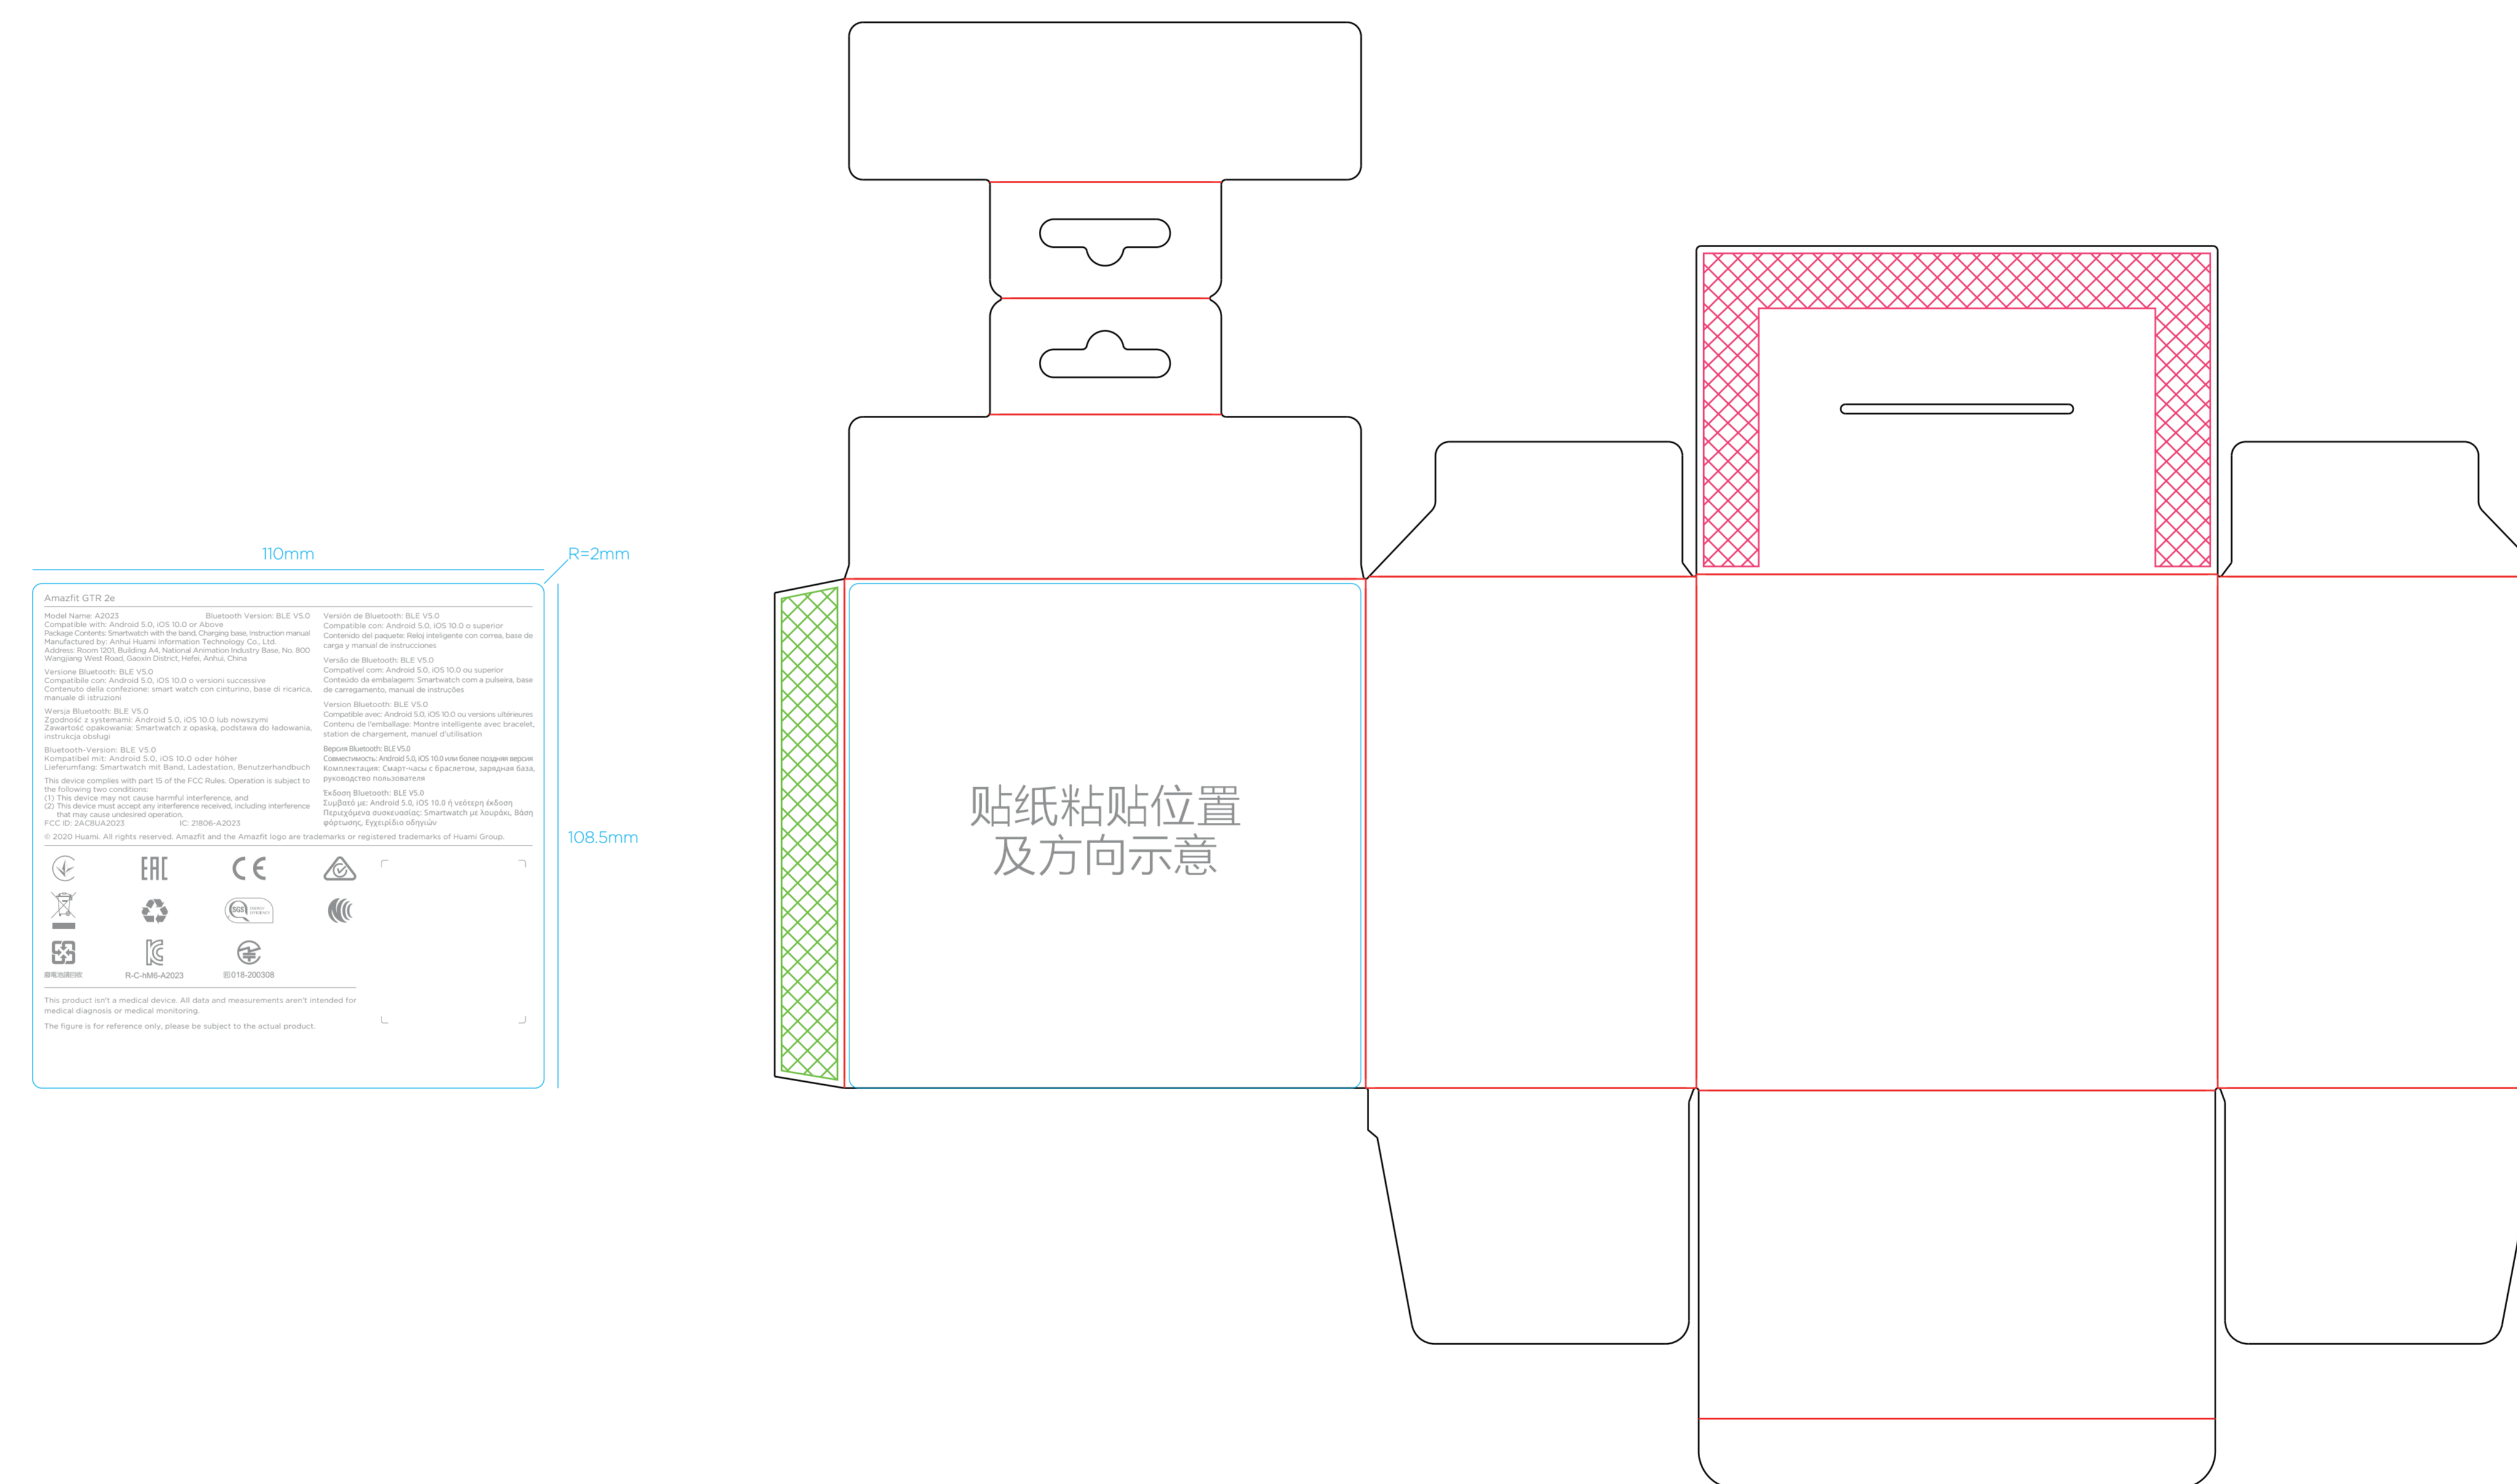 110mm
R=2mm
Amazfit GTR 2e
Model Name: A2023 Bluetooth Version: BLE V5.0
Compatible with: Android 5.0, iOS 10.0 or Above
Package Contents: Smartwatch with the band, Charging base, Instruction manual
Manufactured by: Anhui Huami Information Technology Co., Ltd.
Address: Room 1201, Building A4, National Animation Industry Base, No. 800
Wangjiang West Road, Gaoxin District, Hefei, Anhui, China
Versione Bluetooth: BLE V5.0
Compatibile con: Android 5.0, iOS 10.0 o versioni successive
Contenuto della confezione: smart watch con cinturino, base di ricarica,
manuale di istruzioni
Wersja Bluetooth: BLE V5.0
Zgodność z systemami: Android 5.0, iOS 10.0 lub nowszymi
Zawartość opakowania: Smartwatch z opaską, podstawa do ładowania,
instrukcja obsługi
Bluetooth-Version: BLE V5.0
Kompatibel mit: Android 5.0, iOS 10.0 oder höher
Lieferumfang: Smartwatch mit Band, Ladestation, Benutzerhandbuch
This device complies with part 15 of the FCC Rules. Operation is subject to
the following two conditions:
(1) This device may not cause harmful interference, and
(2) This device must accept any interference received, including interference
that may cause undesired operation.
FCC ID: 2AC8UA2023 IC: 21806-A2023
Versión de Bluetooth: BLE V5.0
Compatible con: Android 5.0, iOS 10.0 o superior
Contenido del paquete: Reloj inteligente con correa, base de
carga y manual de instrucciones
Versão de Bluetooth: BLE V5.0
Compatível com: Android 5.0, iOS 10.0 ou superior
Conteúdo da embalagem: Smartwatch com a pulseira, base
de carregamento, manual de instruções
Version Bluetooth: BLE V5.0
Compatible avec: Android 5.0, iOS 10.0 ou versions ultérieures
Contenu de l'emballage: Montre intelligente avec bracelet,
station de chargement, manuel d'utilisation
Версия Bluetooth: BLE V5.0
Совместимость: Android 5.0, iOS 10.0 или более поздняя версия
Комплектация: Смарт-часы с браслетом, зарядная база,
руководство пользователя
Έκδοση Bluetooth: BLE V5.0
Συμβατό με: Android 5.0, iOS 10.0 ή νεότερη έκδοση
Περιεχόμενα συσκευασίας: Smartwatch με λουράκι, Βάση
φόρτωσης, Εγχειρίδιο οδηγιών
© 2020 Huami. All rights reserved. Amazfit and the Amazfit logo are trademarks or registered trademarks of Huami Group.
108.5mm
EAC
CE
SGS ENERGY
EFFICIENCY
廢電池請回收
R-C-hM6-A2023
018-200308
This product isn't a medical device. All data and measurements aren't intended for
medical diagnosis or medical monitoring.
The figure is for reference only, please be subject to the actual product.
贴纸粘贴位置
及方向示意